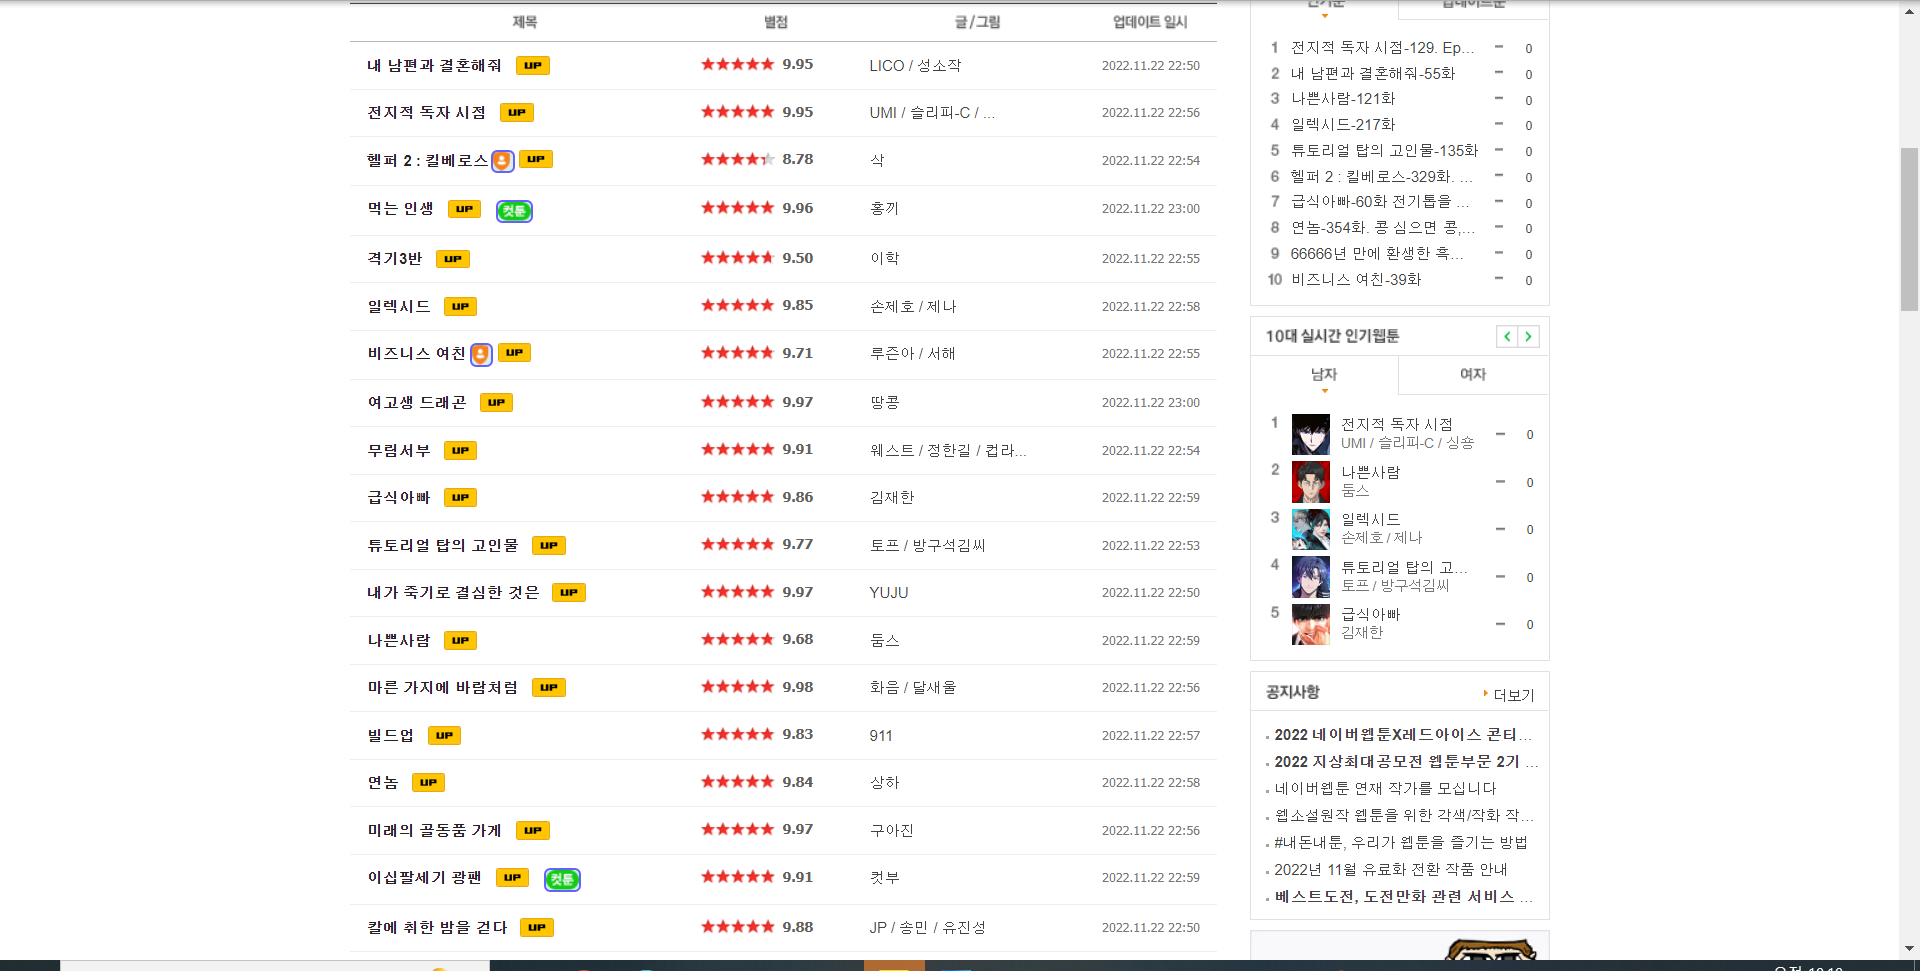 제목 별점 글 / 그림 업데이트 일시
내 남편과 결혼해줘 UP 9.95 LICO / 성소작 2022.11.22 22:50
전지적 독자 시점 UP 9.95 UMI / 슬리피-C / ... 2022.11.22 22:56
헬퍼 2 : 킬베로스 UP 8.78 삭 2022.11.22 22:54
먹는 인생 UP 컷툰 9.96 홍끼 2022.11.22 23:00
격기3반 UP 9.50 이학 2022.11.22 22:55
일렉시드 UP 9.85 손제호 / 제나 2022.11.22 22:58
비즈니스 여친 UP 9.71 루즌아 / 서해 2022.11.22 22:55
여고생 드래곤 UP 9.97 땅콩 2022.11.22 23:00
무림서부 UP 9.91 웨스트 / 정한길 / 컵라... 2022.11.22 22:54
급식아빠 UP 9.86 김재한 2022.11.22 22:59
튜토리얼 탑의 고인물 UP 9.77 토프 / 방구석김씨 2022.11.22 22:53
내가 죽기로 결심한 것은 UP 9.97 YUJU 2022.11.22 22:50
나쁜사람 UP 9.68 둠스 2022.11.22 22:59
마른 가지에 바람처럼 UP 9.98 화음 / 달새울 2022.11.22 22:56
빌드업 UP 9.83 911 2022.11.22 22:57
연놈 UP 9.84 상하 2022.11.22 22:58
미래의 골동품 가게 UP 9.97 구아진 2022.11.22 22:56
이십팔세기 광팬 UP 컷툰 9.91 컷부 2022.11.22 22:59
칼에 취한 밤을 걷다 UP 9.88 JP / 송민 / 유진성 2022.11.22 22:50
인기순 업데이트순
1 전지적 독자 시점-129. Ep... 0
2 내 남편과 결혼해줘-55화 0
3 나쁜사람-121화 0
4 일렉시드-217화 0
5 튜토리얼 탑의 고인물-135화 0
6 헬퍼 2 : 킬베로스-329화. ... 0
7 급식아빠-60화 전기톱을 ... 0
8 연놈-354화. 콩 심으면 콩,... 0
9 66666년 만에 환생한 흑... 0
10 비즈니스 여친-39화 0
10대 실시간 인기웹툰
남자 여자
1 전지적 독자 시점 0
UMI / 슬리피-C / 싱숑
2 나쁜사람 0
둠스
3 일렉시드 0
손제호 / 제나
4 튜토리얼 탑의 고... 0
토프 / 방구석김씨
5 급식아빠 0
김재한
공지사항 더보기
2022 네이버웹툰X레드아이스 콘티...
2022 지상최대공모전 웹툰부문 2기 ...
네이버웹툰 연재 작가를 모십니다
웹소설원작 웹툰을 위한 각색/작화 작...
#내돈내툰, 우리가 웹툰을 즐기는 방법
2022년 11월 유료화 전환 작품 안내
베스트도전, 도전만화 관련 서비스 ...